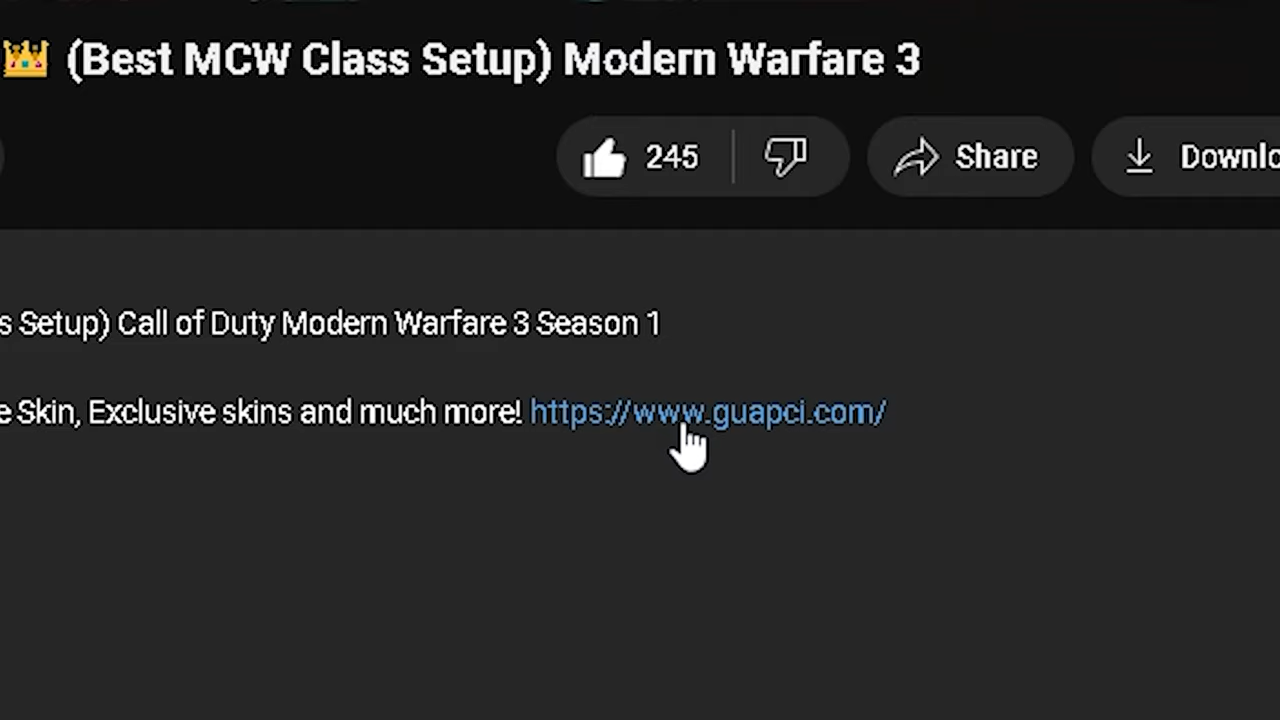 (Best MCW Class Setup) Modern Warfare 3
245 Share Downlo
s Setup) Call of Duty Modern Warfare 3 Season 1
e Skin, Exclusive skins and much more! https://www.guapci.com/